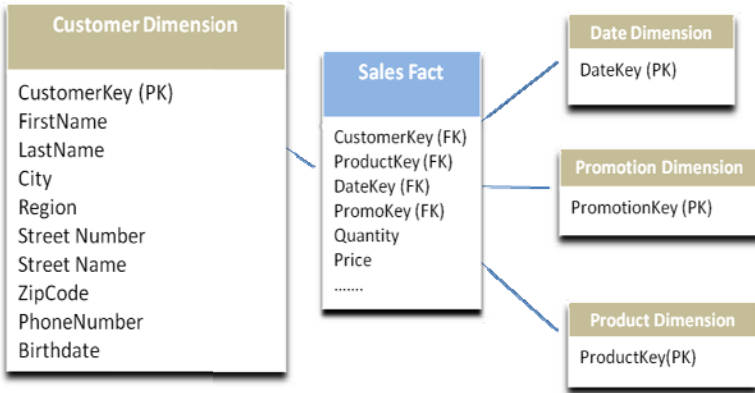 Customer Dimension
CustomerKey (PK)
FirstName
LastName
City
Region
Street Number
Street Name
ZipCode
PhoneNumber
Birthdate
Sales Fact
CustomerKey (FK)
ProductKey (FK)
DateKey (FK)
PromoKey (FK)
Quantity
Price
.......
Date Dimension
DateKey (PK)
Promotion Dimension
PromotionKey (PK)
Product Dimension
ProductKey(PK)